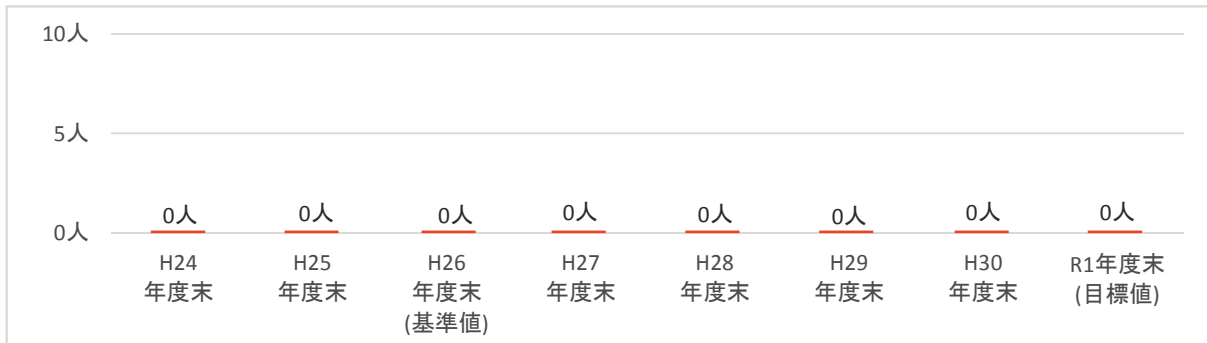 10人
5人
0人
0人 0人 0人 0人 0人 0人 0人 0人
H24 H25 H26 H27 H28 H29 H30 R1年度末
年度末 年度末 年度末 年度末 年度末 年度末 年度末 (目標値)
(基準値)